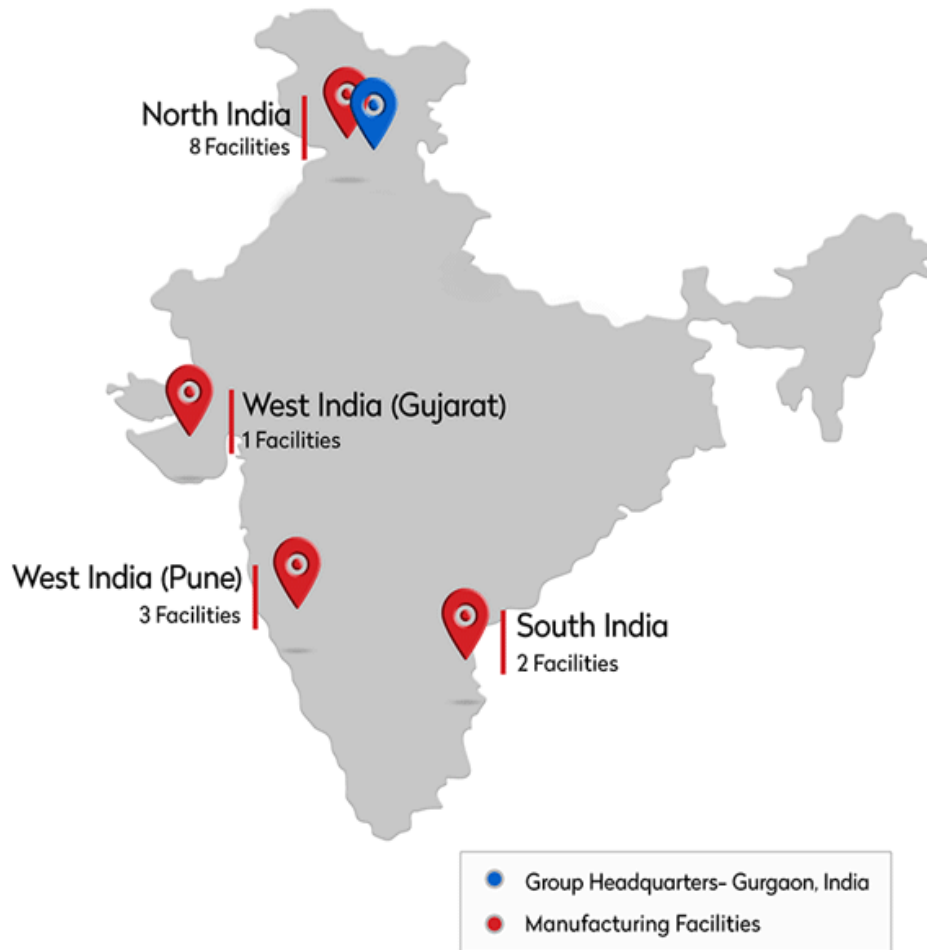 North India
8 Facilities
West India (Gujarat)
1 Facilities
West India (Pune)
3 Facilities
South India
2 Facilities
Group Headquarters- Gurgaon, India
Manufacturing Facilities